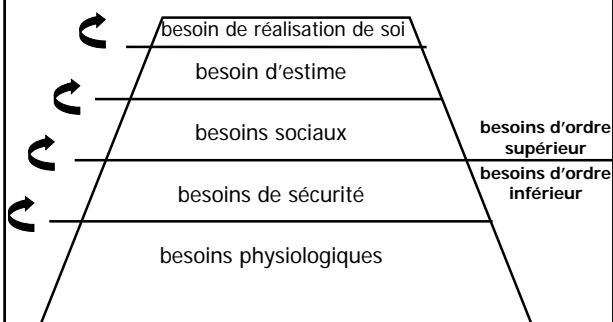 besoin de réalisation de soi
besoin d'estime
besoins sociaux
besoins d'ordre
supérieur
besoins d'ordre
inférieur
besoins de sécurité
besoins physiologiques